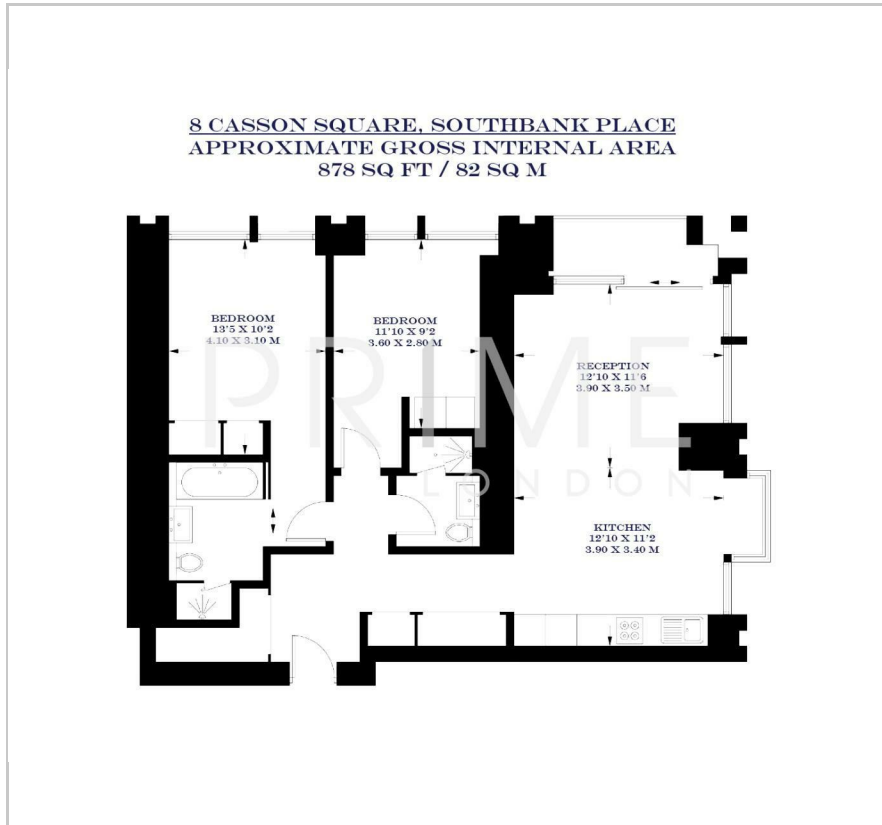 8 CASSON SQUARE, SOUTHBANK PLACE
APPROXIMATE GROSS INTERNAL AREA
878 SQ FT / 82 SQ M
BEDROOM
13'5 X 10'2
4.10 X 3.10 M
BEDROOM
11'10 X 9'2
3.60 X 2.80 M
RECEPTION
12'10 X 11'6
3.90 X 3.50 M
PRIME
LONDON
KITCHEN
12'10 X 11'2
3.90 X 3.40 M